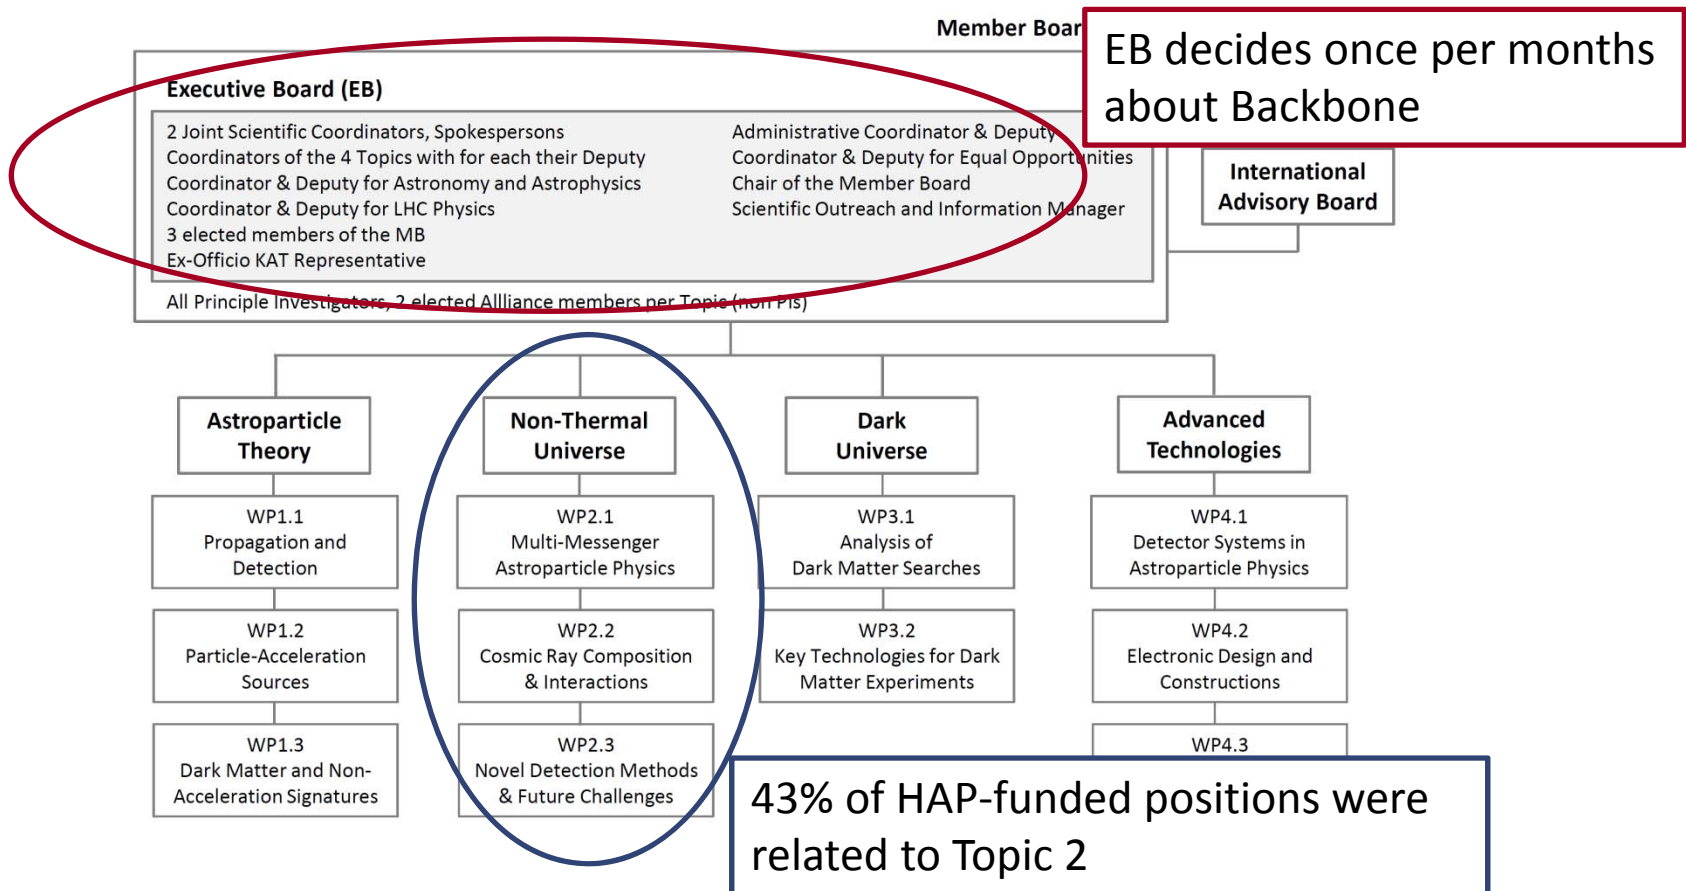 Member Boar
EB decides once per months
about Backbone
Executive Board (EB)
2 Joint Scientific Coordinators, Spokespersons
Coordinators of the 4 Topics with for each their Deputy
Coordinator & Deputy for Astronomy and Astrophysics
Coordinator & Deputy for LHC Physics
3 elected members of the MB
Ex-Officio KAT Representative
Administrative Coordinator & Deputy
Coordinator & Deputy for Equal Opportunities
Chair of the Member Board
Scientific Outreach and Information Manager
All Principle Investigators, 2 elected Allliance members per Topic (non PIs)
International
Advisory Board
Astroparticle
Theory
WP1.1
Propagation and
Detection
WP1.2
Particle-Acceleration
Sources
WP1.3
Dark Matter and Non-
Acceleration Signatures
Non-Thermal
Universe
WP2.1
Multi-Messenger
Astroparticle Physics
WP2.2
Cosmic Ray Composition
& Interactions
WP2.3
Novel Detection Methods
& Future Challenges
Dark
Universe
WP3.1
Analysis of
Dark Matter Searches
WP3.2
Key Technologies for Dark
Matter Experiments
Advanced
Technologies
WP4.1
Detector Systems in
Astroparticle Physics
WP4.2
Electronic Design and
Constructions
WP4.3
43% of HAP-funded positions were
related to Topic 2